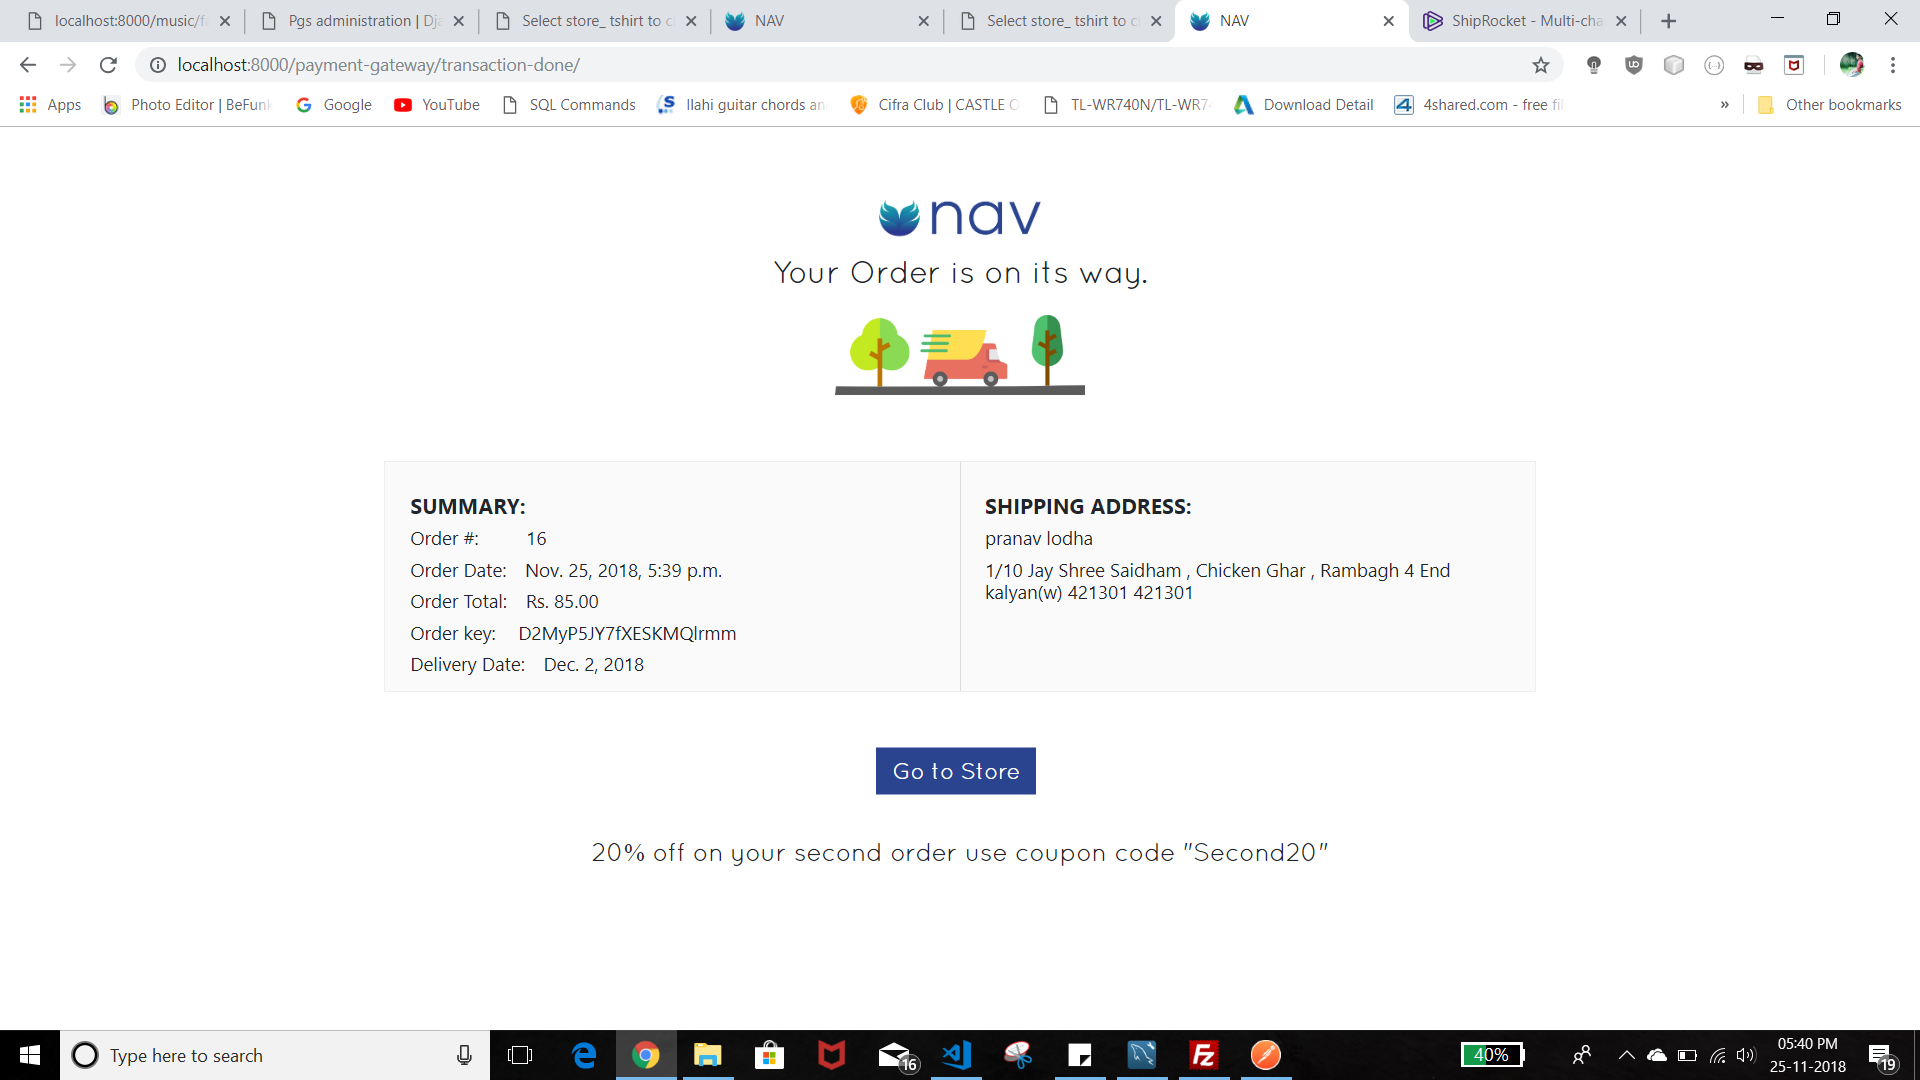 localhost:8000/music/f
Pgs administration | Dj
Select store_ tshirt to c
NAV
Select store_ tshirt to c
NAV
ShipRocket - Multi-cha
localhost:8000/payment-gateway/transaction-done/
Apps
Photo Editor | BeFun
Google
YouTube
SQL Commands
Ilahi guitar chords an
Cifra Club | CASTLE
TL-WR740N/TL-WR7
Download Detail
4shared.com - free fi
»
Other bookmarks
nav
Your Order is on its way.
SUMMARY:
Order #: 16
Order Date: Nov. 25, 2018, 5:39 p.m.
Order Total: Rs. 85.00
Order key: D2MyP5JY7fXESKMQlrmm
Delivery Date: Dec. 2, 2018
SHIPPING ADDRESS:
pranav lodha
1/10 Jay Shree Saidham , Chicken Ghar , Rambagh 4 End
kalyan(w) 421301 421301
Go to Store
20% off on your second order use coupon code "Second20"
Type here to search
16
40%
05:40 PM
25-11-2018
19